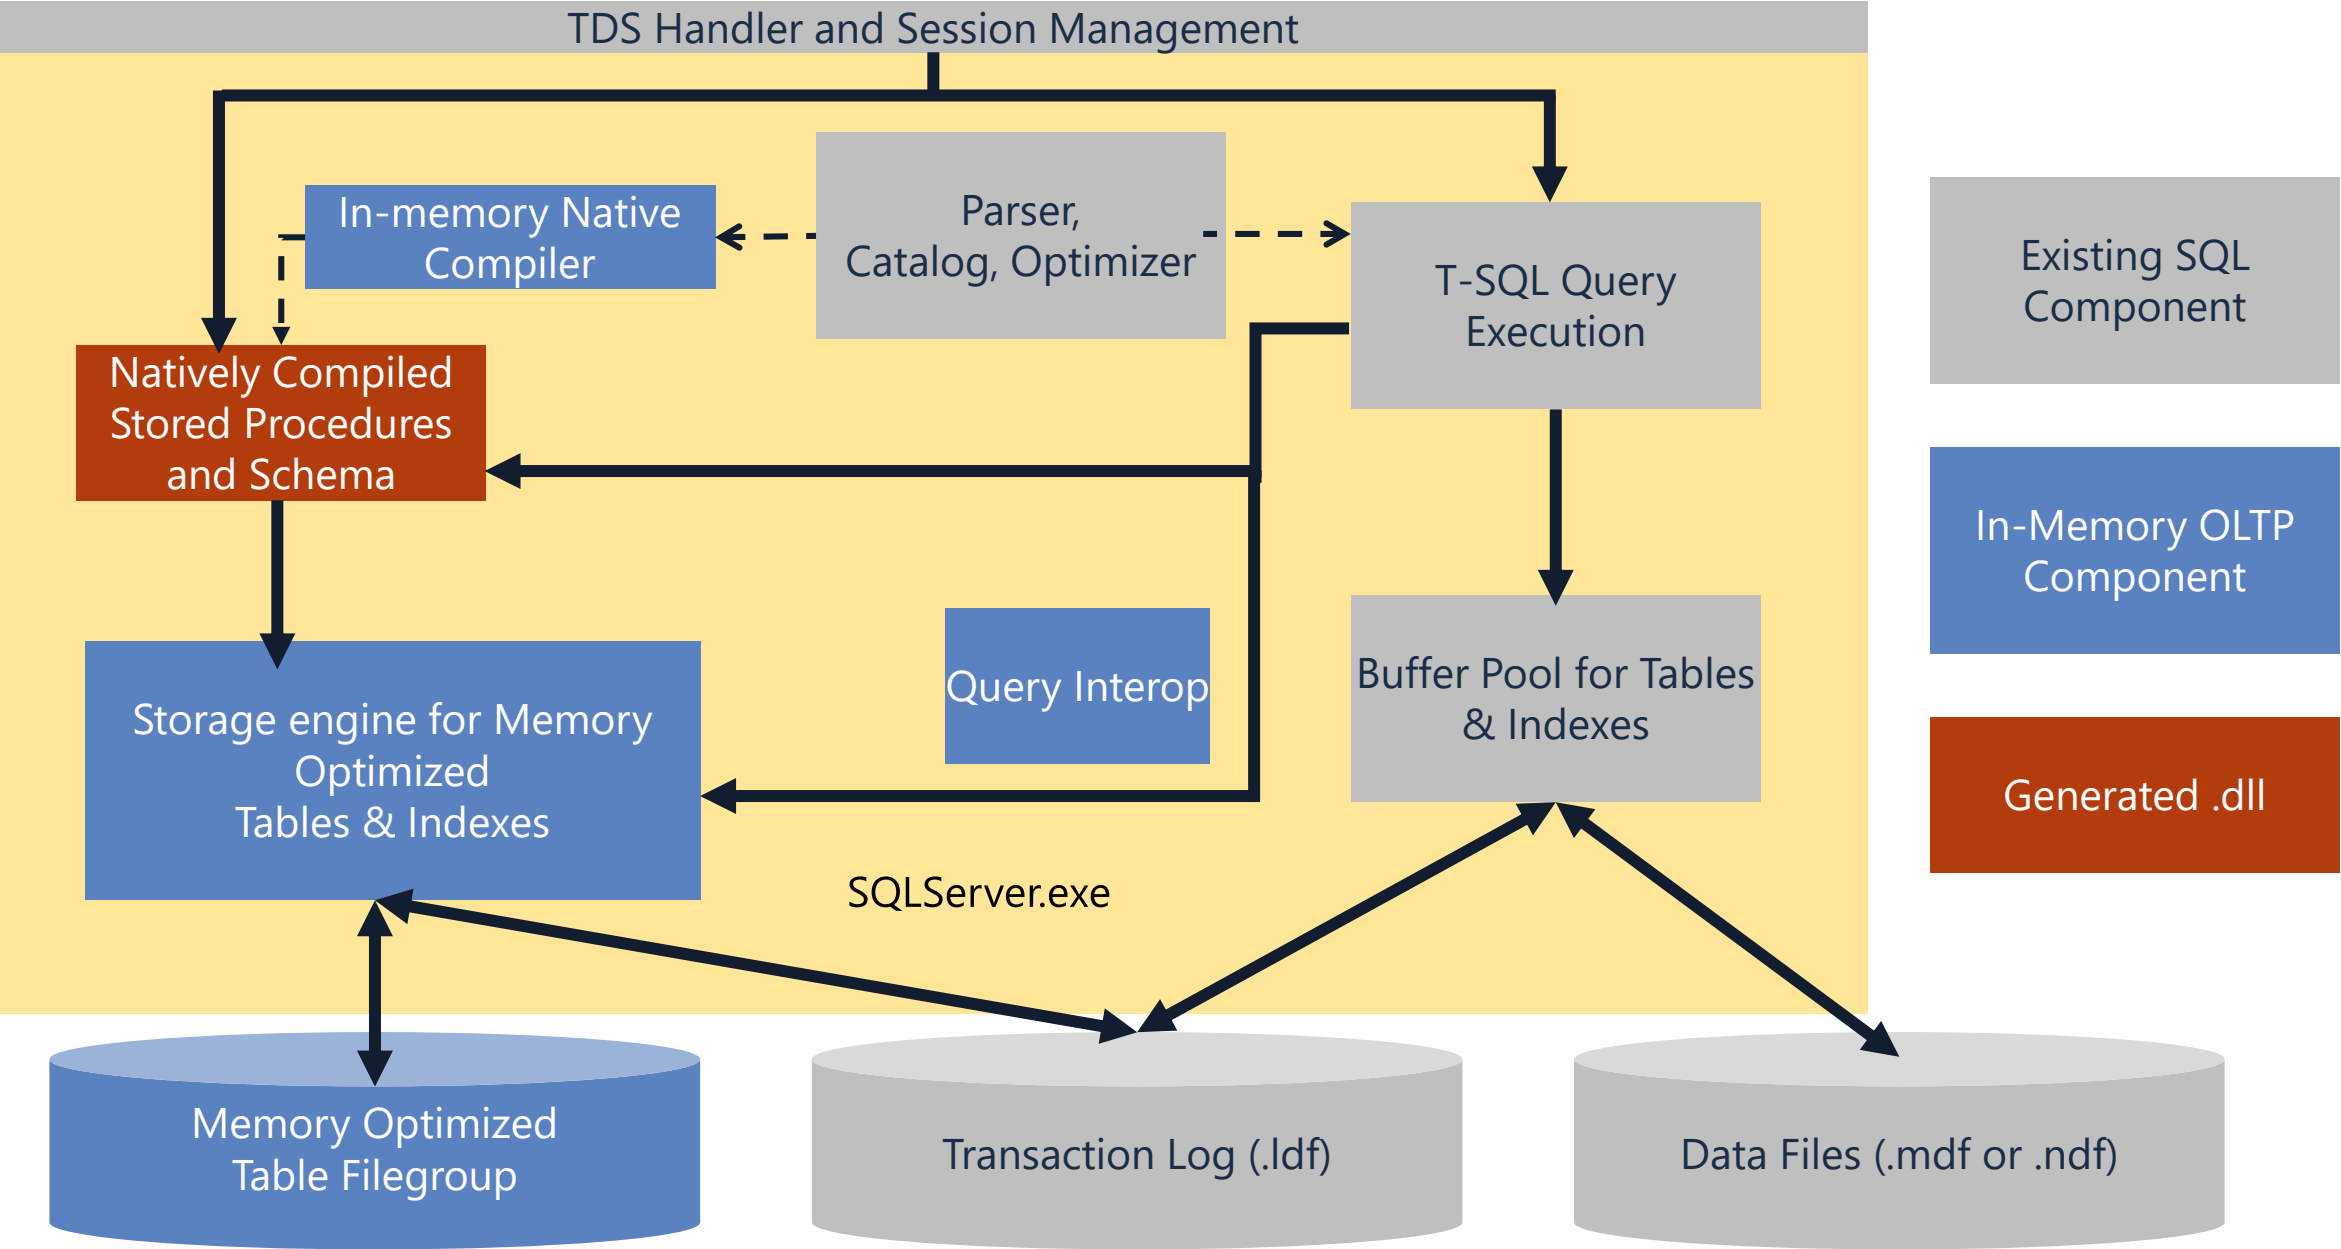 TDS Handler and Session Management
In-memory Native
Compiler
Parser,
Catalog, Optimizer
T-SQL Query
Execution
Existing SQL
Component
Natively Compiled
Stored Procedures
and Schema
In-Memory OLTP
Component
Storage engine for Memory
Optimized
Tables & Indexes
Query Interop
Buffer Pool for Tables
& Indexes
Generated .dll
SQLServer.exe
Memory Optimized
Table Filegroup
Transaction Log (.ldf)
Data Files (.mdf or .ndf)